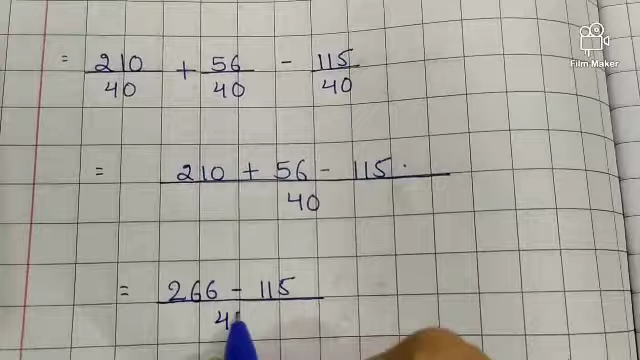 = 210/40 + 56/40 - 115/40
Film Maker
= 210 + 56 - 115 .
40
= 266 - 115
4